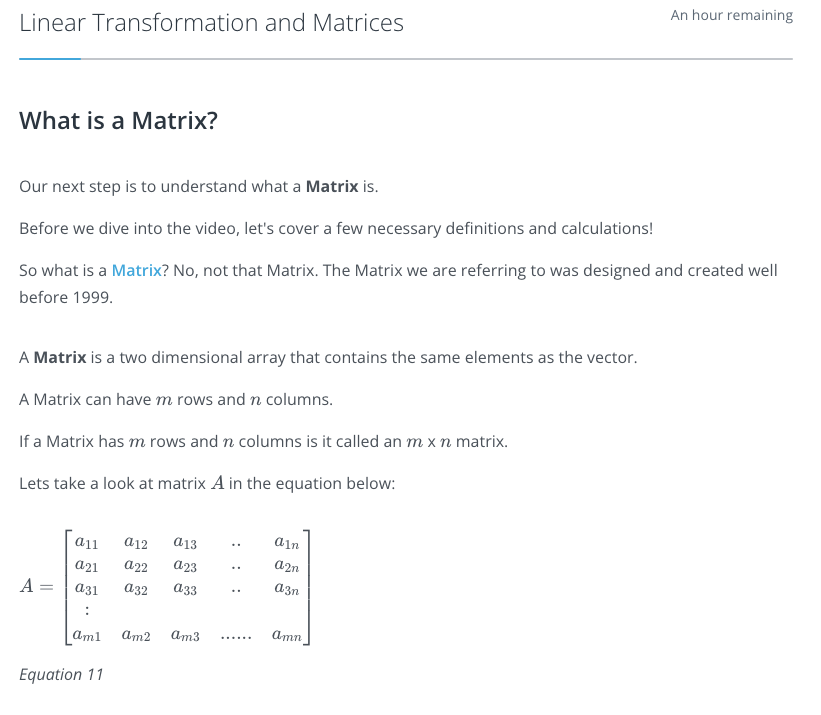 Linear Transformation and Matrices
An hour remaining
What is a Matrix?
Our next step is to understand what a Matrix is.
Before we dive into the video, let's cover a few necessary definitions and calculations!
So what is a Matrix? No, not that Matrix. The Matrix we are referring to was designed and created well
before 1999.
A Matrix is a two dimensional array that contains the same elements as the vector.
A Matrix can have m rows and n columns.
If a Matrix has m rows and n columns is it called an m x n matrix.
Lets take a look at matrix A in the equation below:
a11 a12 a13 .. a1n
a21 a22 a23 .. a2n
A = a31 a32 a33 .. a3n
:
am1 am2 am3 ...... amn
Equation 11